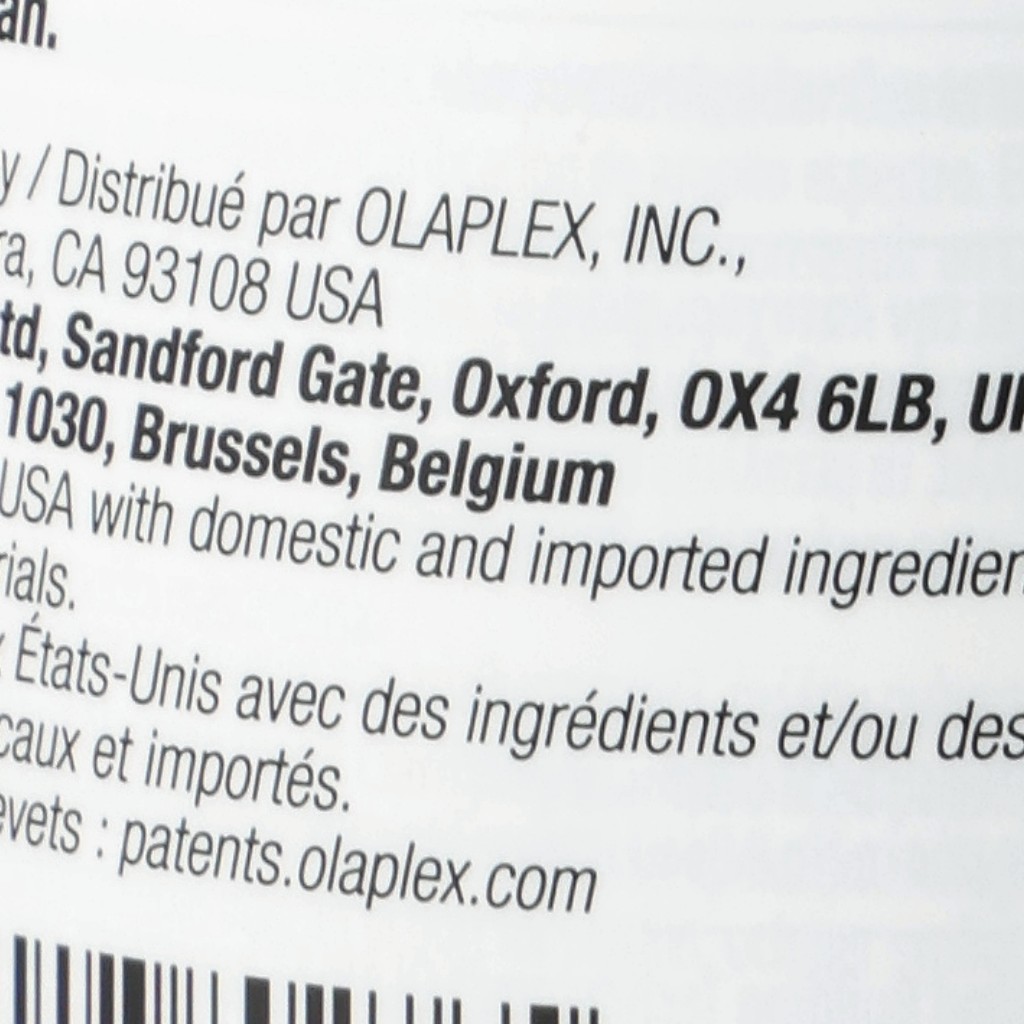 an.
y / Distribué par OLAPLEX, INC.,
ra, CA 93108 USA
td, Sandford Gate, Oxford, OX4 6LB, UK
1030, Brussels, Belgium
USA with domestic and imported ingredien
rials.
États-Unis avec des ingrédients et/ou des
caux et importés.
evets : patents.olaplex.com